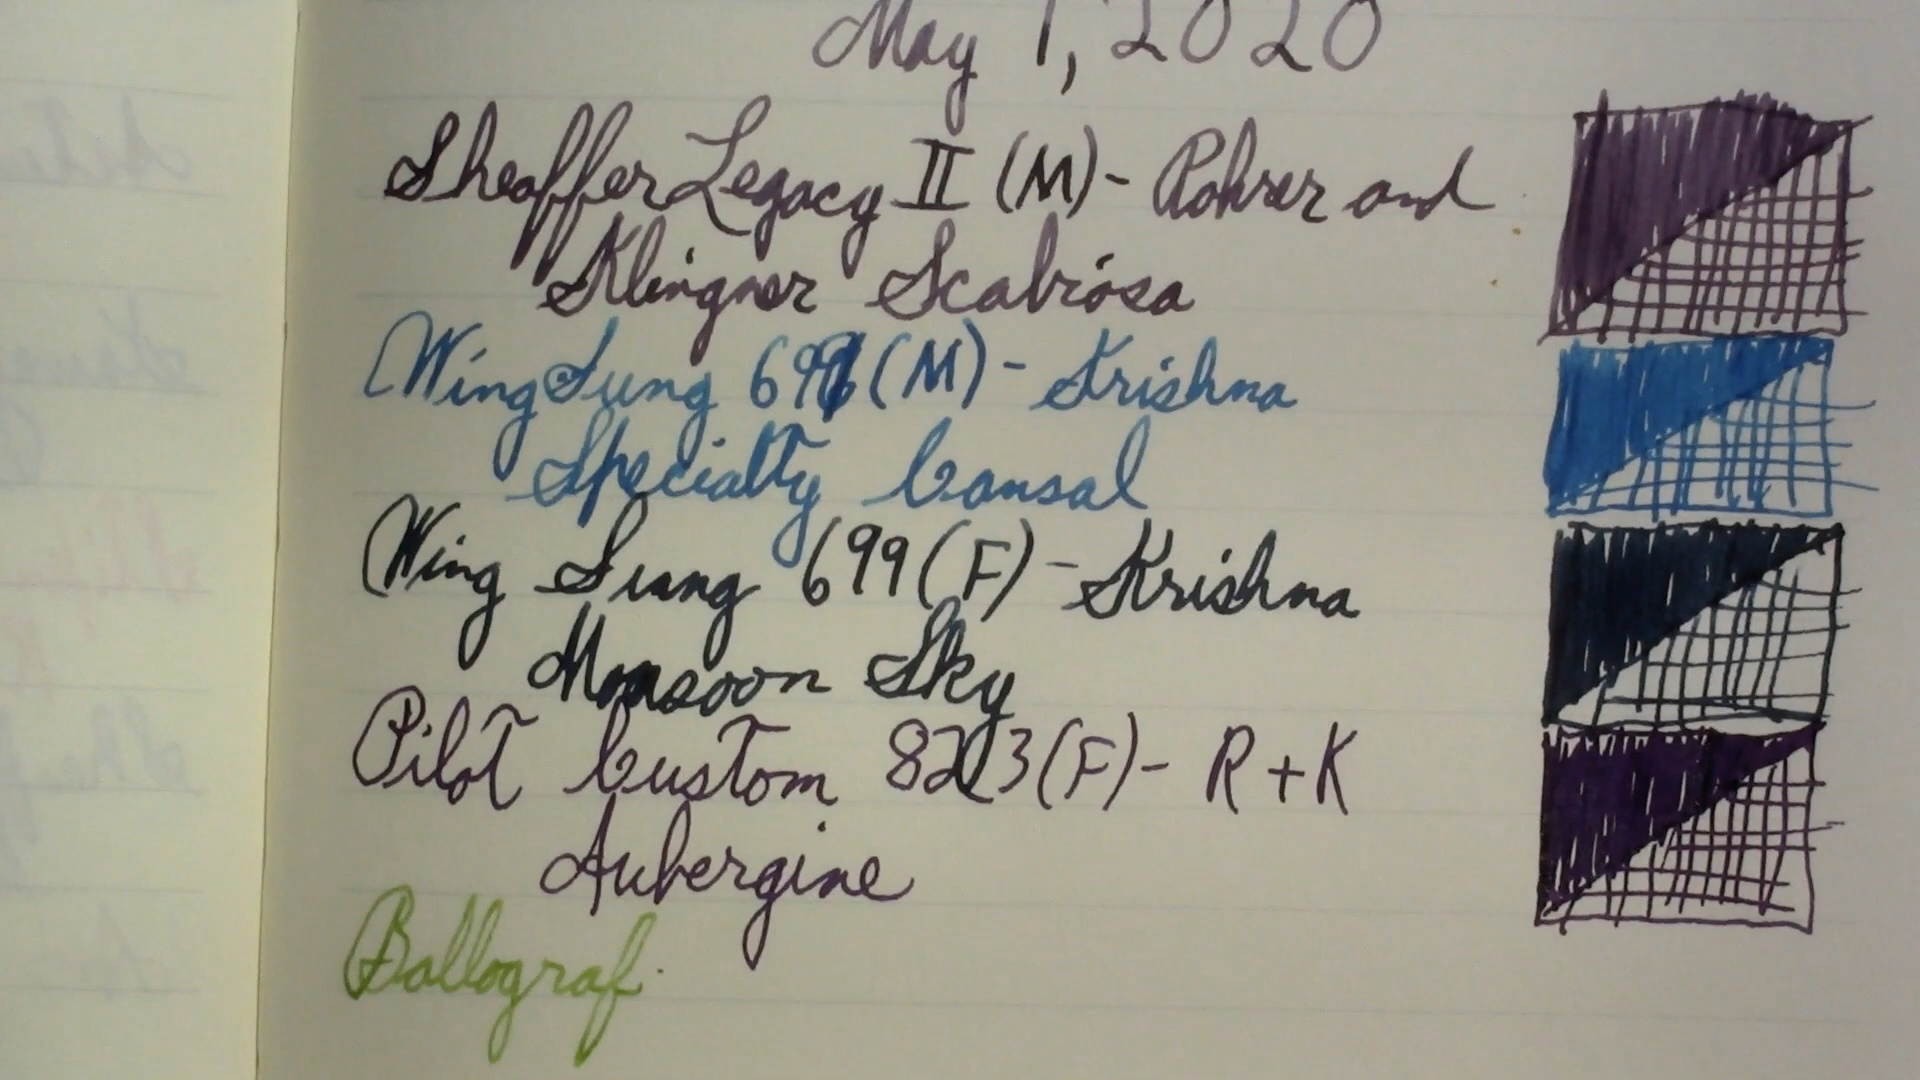 May 1, 2020
Sheaffer Legacy II (M) - Rohrer and
Klingner Scabiosa
Wing Sung 698 (M) - Krishna
Specialty Cansal
Wing Sung 699 (F) - Krishna
Monsoon Sky
Pilot Custom 823 (F) - R + K
Aubergine
Ballograf